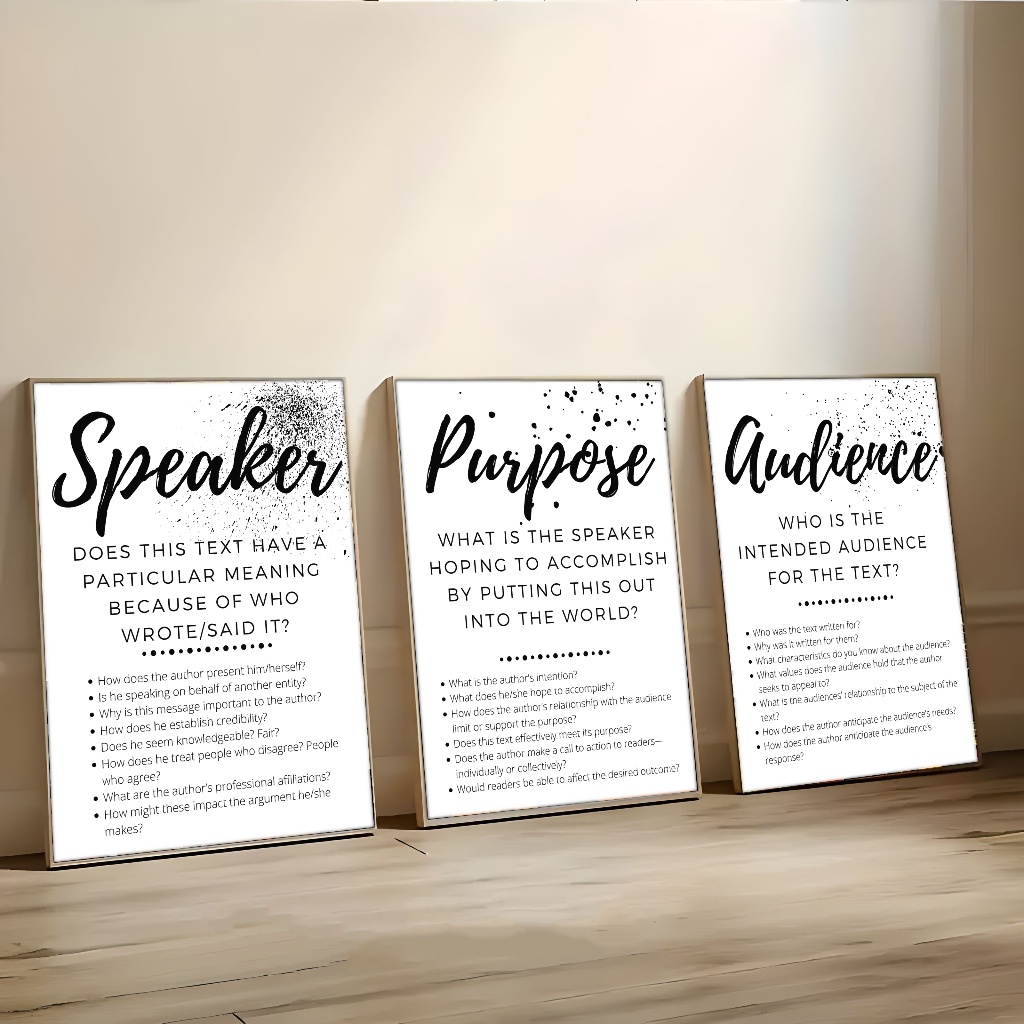 Speaker
DOES THIS TEXT HAVE A
PARTICULAR MEANING
BECAUSE OF WHO
WROTE/SAID IT?
• How does the author present him/herself?
• Is he speaking on behalf of another entity?
• Why is this message important to the author?
• How does he establisn credibility?
• Does he seem knowledgeable? Fair?
• How does he treat people who disagree? People
who agree?
• What are the author's professional affiliations?
• How might these impact the argument he/she
makes?
Purpose
WHAT IS THE SPEAKER
HOPING TO ACCOMPLISH
BY PUTTING THIS OUT
INTO THE WORLD?
• What is the author's intention?
• What does he/she hope to accomplish?
• How does the author's relationship with the audience
limit or support the purpose?
• Does this text effectively meet its purpose?
• Does the author make a call to action to readers—
individually or collectively?
• Would readers be able to affect the desired outcome?
Audience
WHO IS THE
INTENDED AUDIENCE
FOR THE TEXT?
• Who was the text written for?
• Why was it written for them?
• What characteristics do you know about the audience?
• What values does the audience hold that the author
seeks to appeal to?
• What is the audiences' relationship to the subject of the
text?
• How does the author anticipate the audience's needs?
• How does the author anticipate the audience's
response?